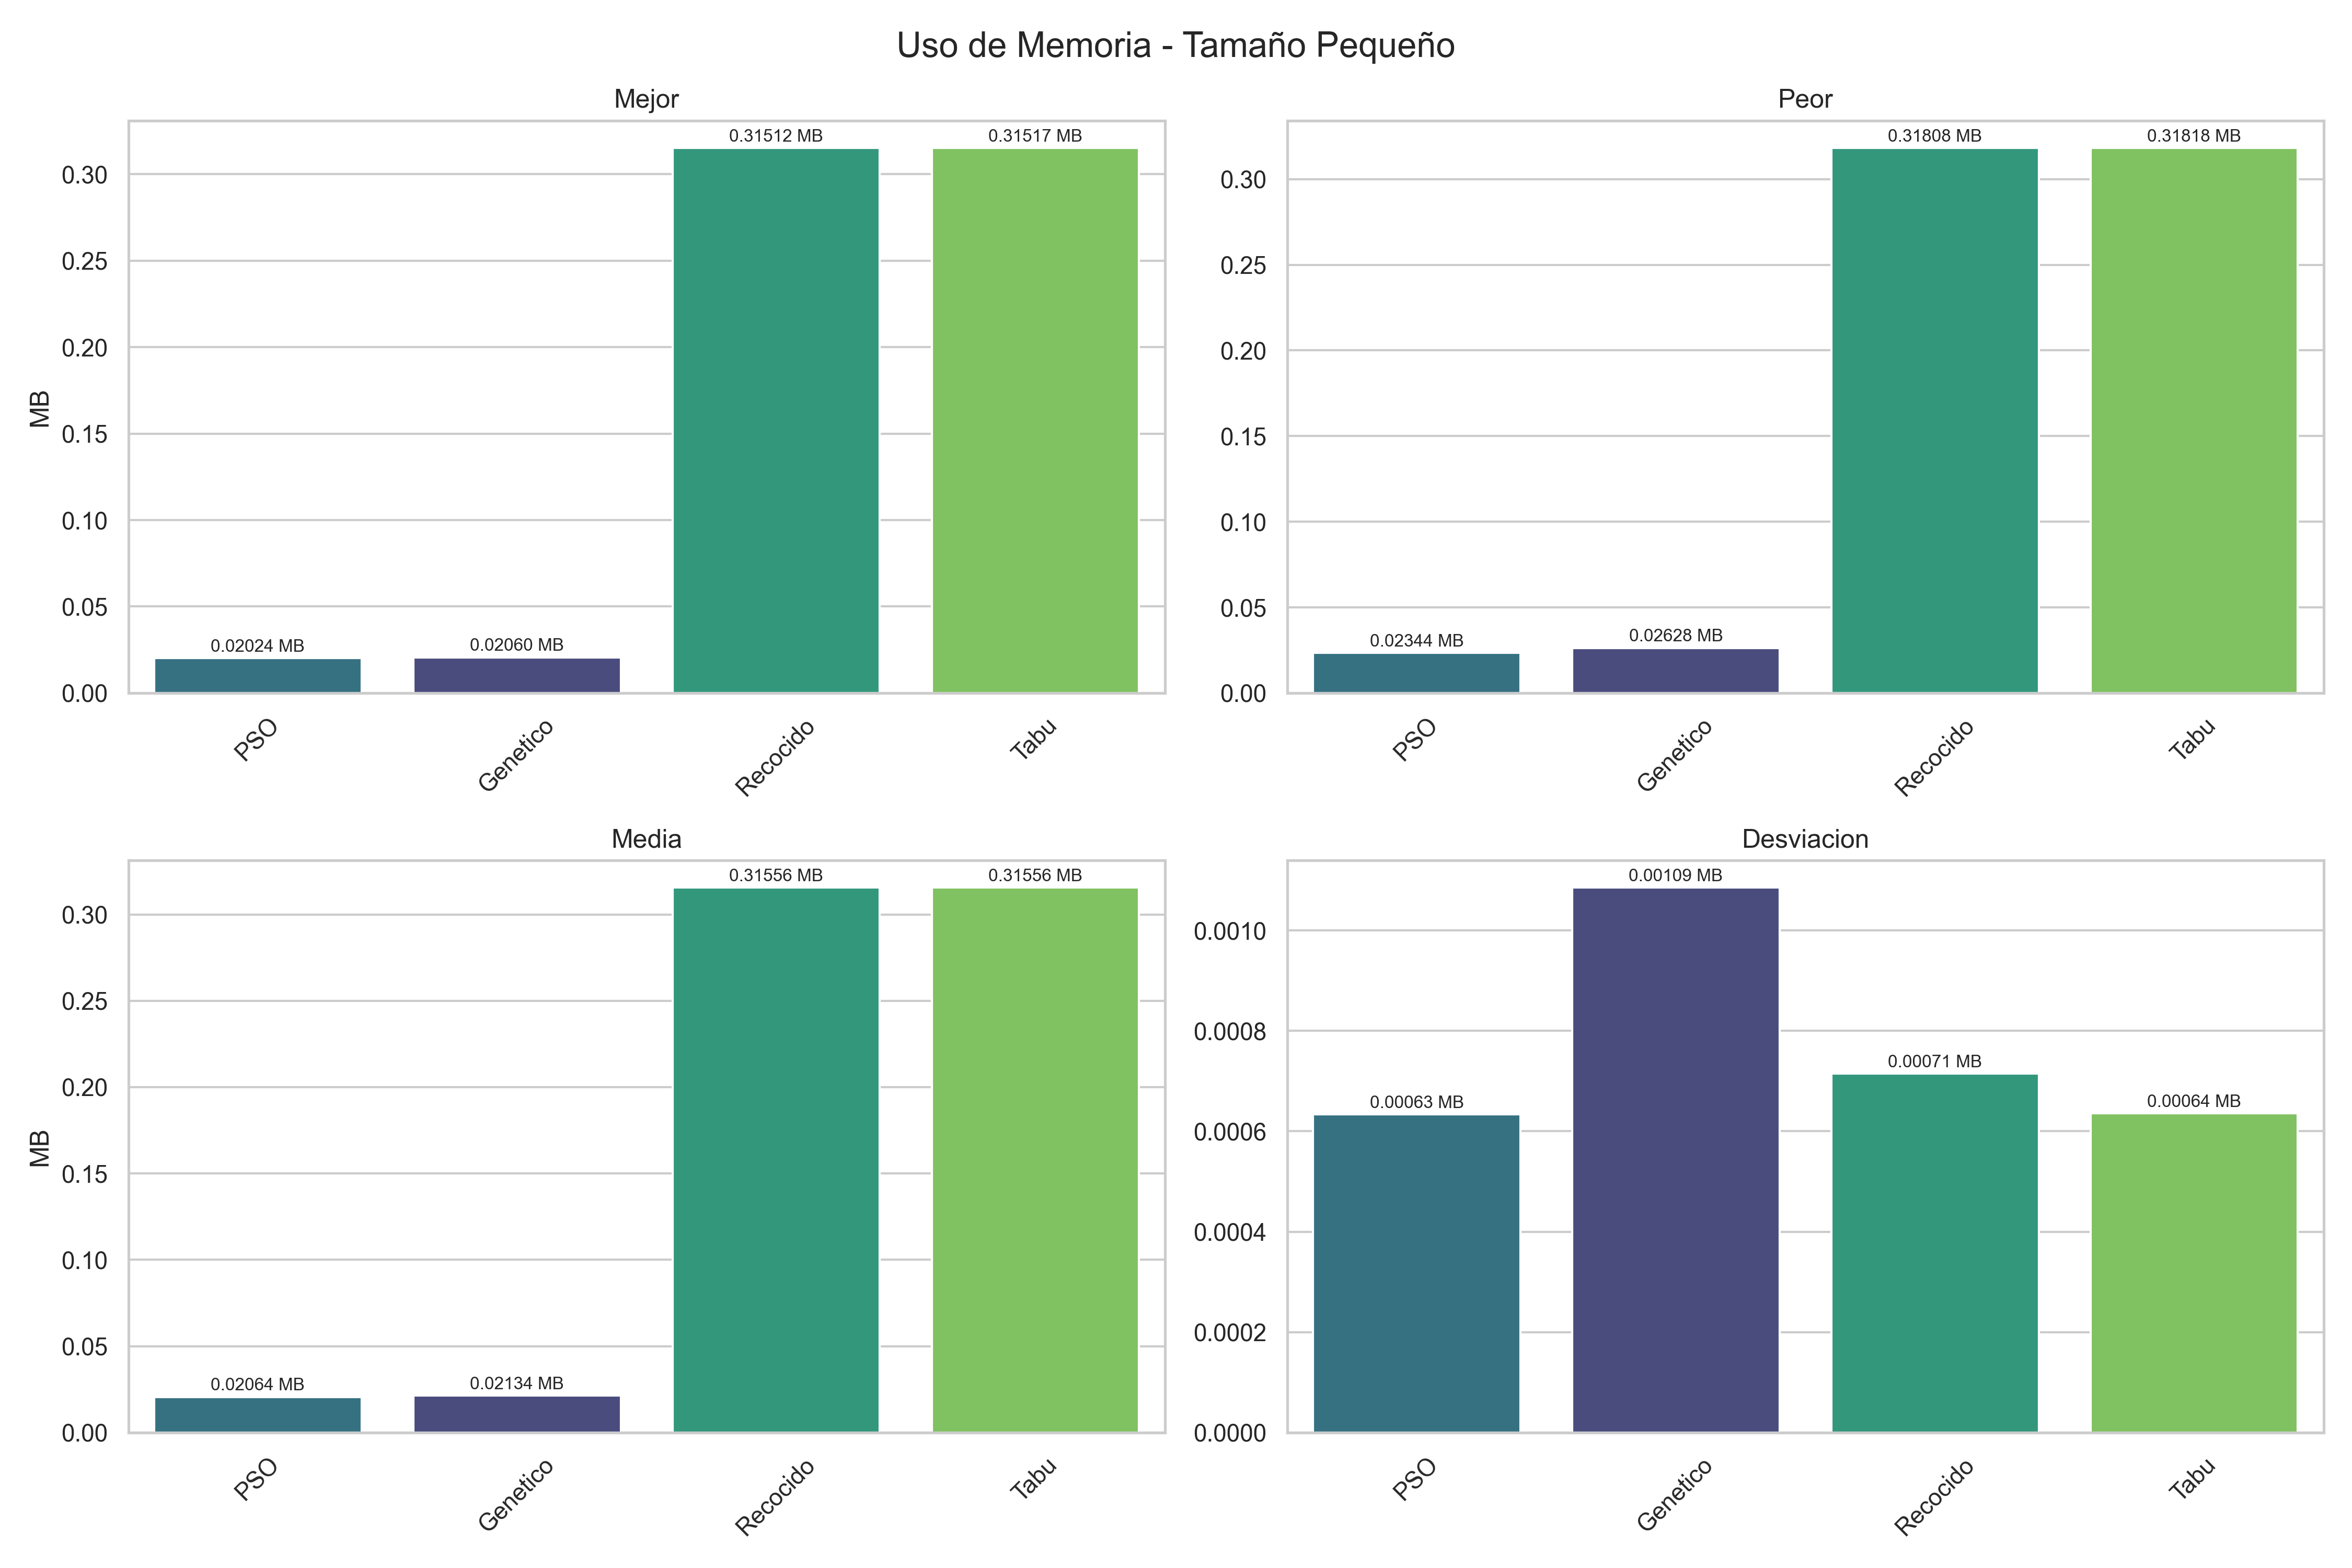 Uso de Memoria - Tamaño Pequeño
Mejor
MB
0.30
0.25
0.20
0.15
0.10
0.05
0.00
0.02024 MB
0.02060 MB
0.31512 MB
0.31517 MB
PSO
Genetico
Recocido
Tabu
Peor
0.30
0.25
0.20
0.15
0.10
0.05
0.00
0.02344 MB
0.02628 MB
0.31808 MB
0.31818 MB
PSO
Genetico
Recocido
Tabu
Media
MB
0.30
0.25
0.20
0.15
0.10
0.05
0.00
0.02064 MB
0.02134 MB
0.31556 MB
0.31556 MB
PSO
Genetico
Recocido
Tabu
Desviacion
0.0010
0.0008
0.0006
0.0004
0.0002
0.0000
0.00063 MB
0.00109 MB
0.00071 MB
0.00064 MB
PSO
Genetico
Recocido
Tabu